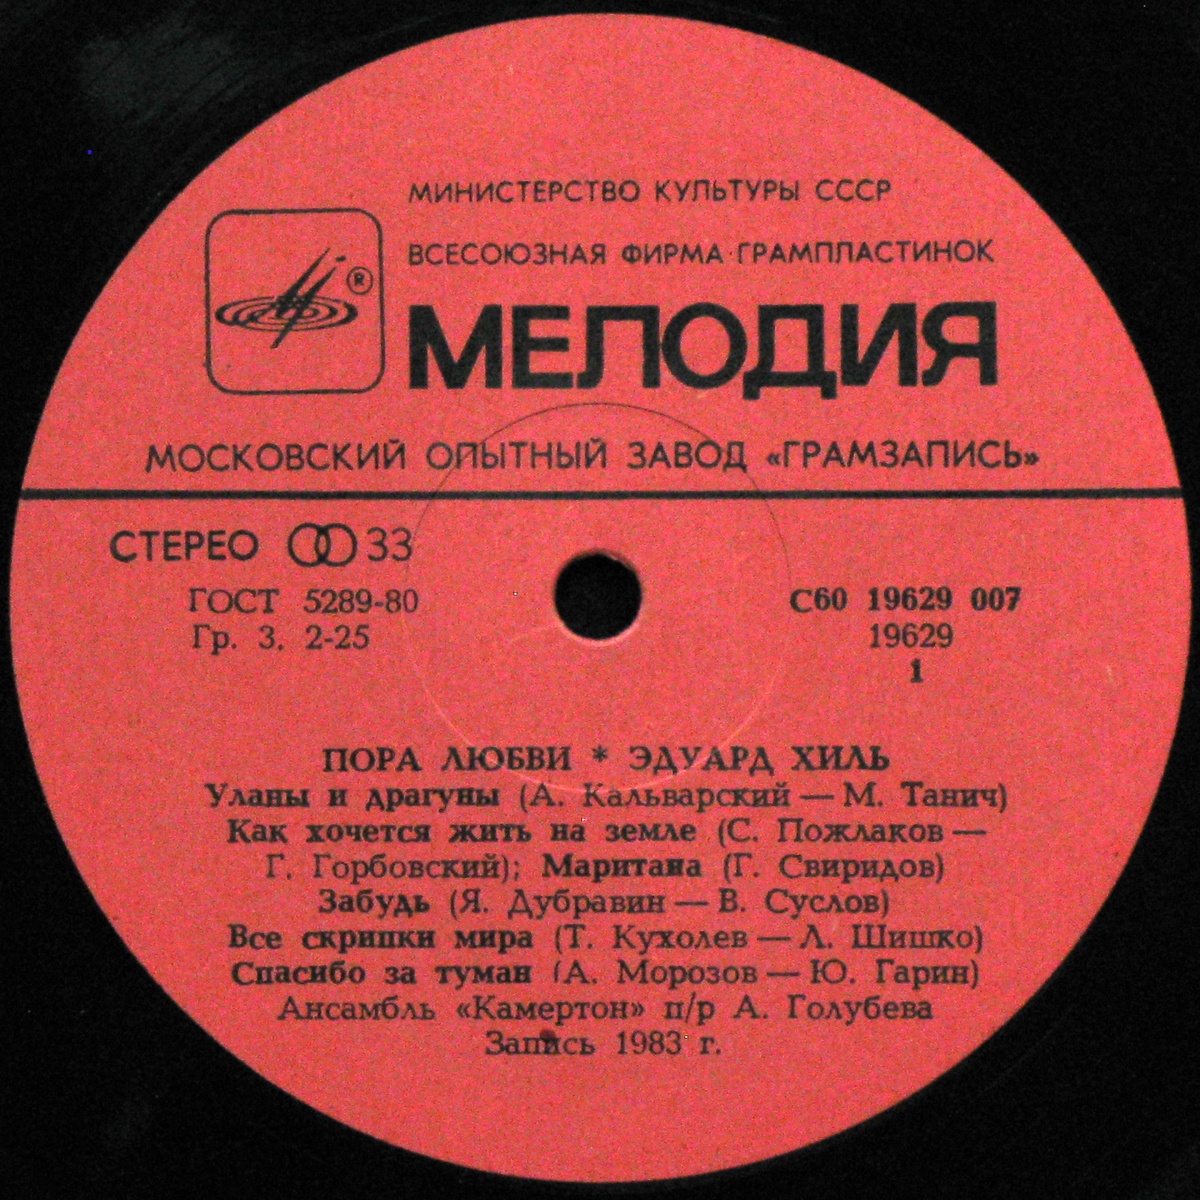 МИНИСТЕРСТВО КУЛЬТУРЫ СССР
ВСЕСОЮЗНАЯ ФИРМА ГРАМПЛАСТИНОК
®
МЕЛОДИЯ
МОСКОВСКИЙ ОПЫТНЫЙ ЗАВОД «ГРАМЗАПИСЬ»
СТЕРЕО 33
ГОСТ 5289-80
Гр. 3. 2-25
С60 19629 007
19629
1
ПОРА ЛЮБВИ * ЭДУАРД ХИЛЬ
Уланы и драгуны (А. Кальварский — М. Танич)
Как хочется жить на земле (С. Пожлаков —
Г. Горбовский); Маритана (Г. Свиридов)
Забудь (Я. Дубравин — В. Суслов)
Все скрипки мира (Т. Кухолев — Л. Шишко)
Спасибо за туман (А. Морозов — Ю. Гарин)
Ансамбль «Камертон» п/р А. Голубева
Запись 1983 г.